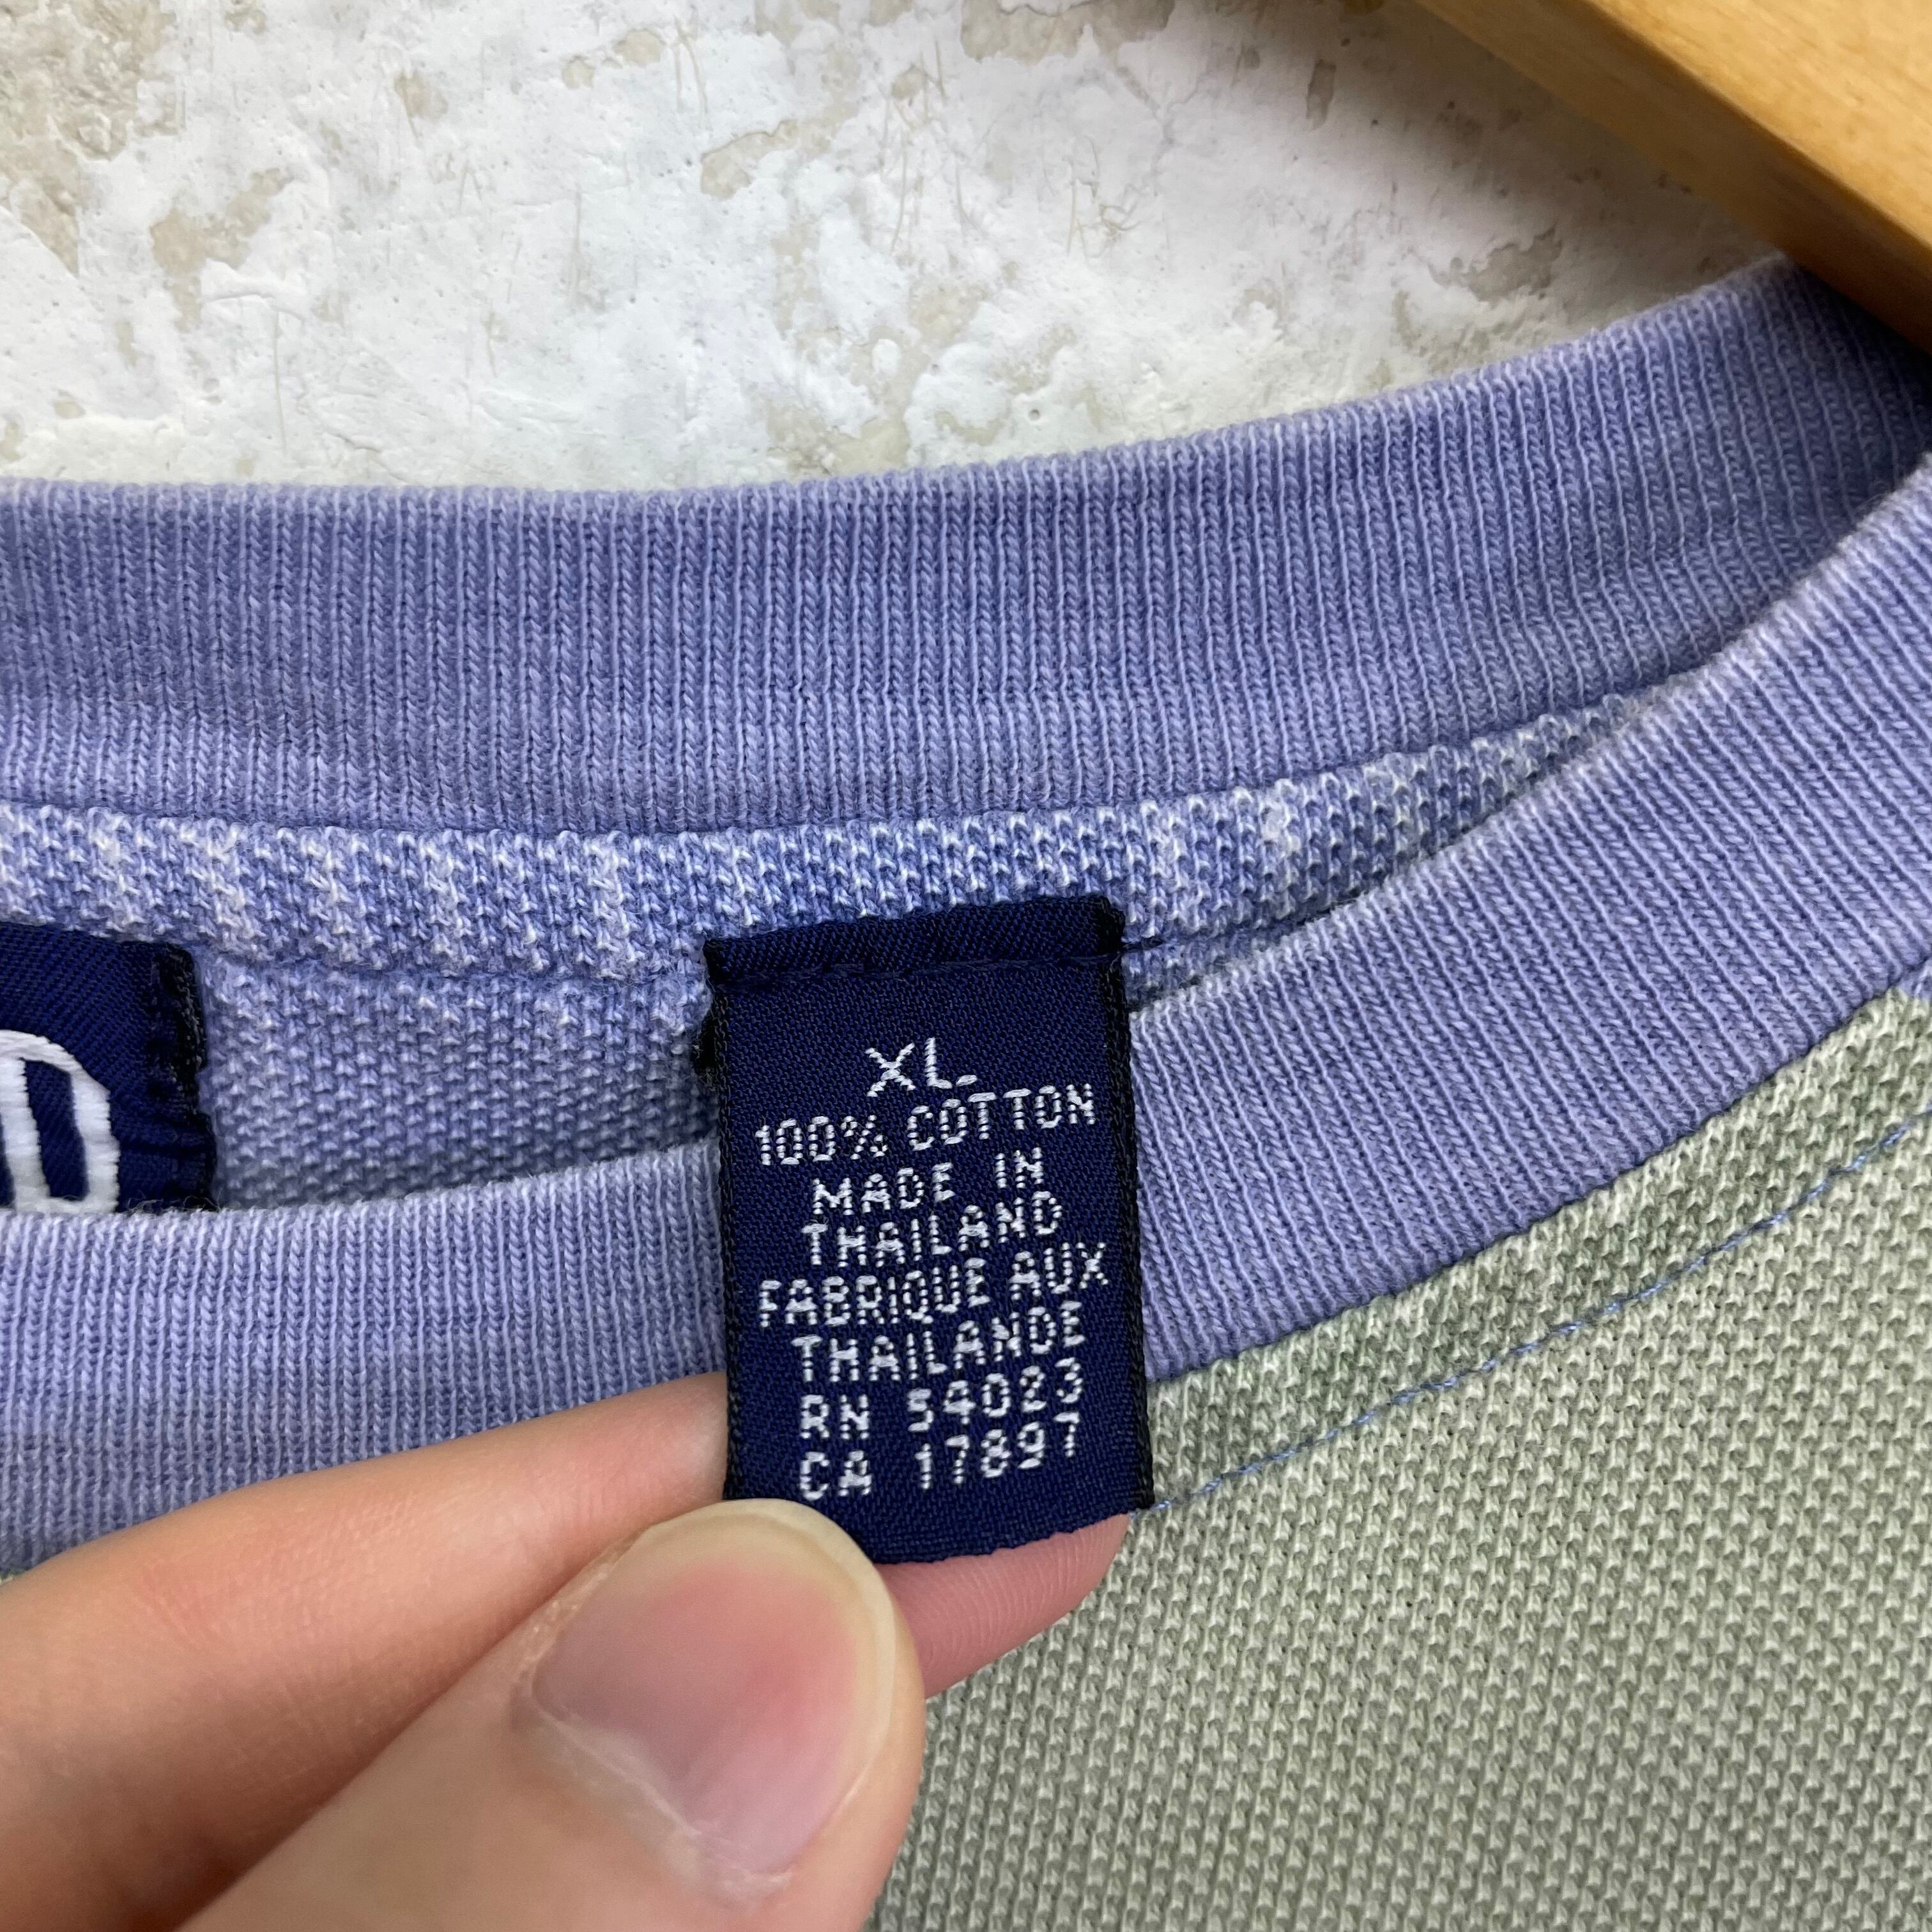 XL
100% COTTON
MADE IN
THAILAND
FABRIQUE AUX
THAILANDE
RN 54023
CA 17897